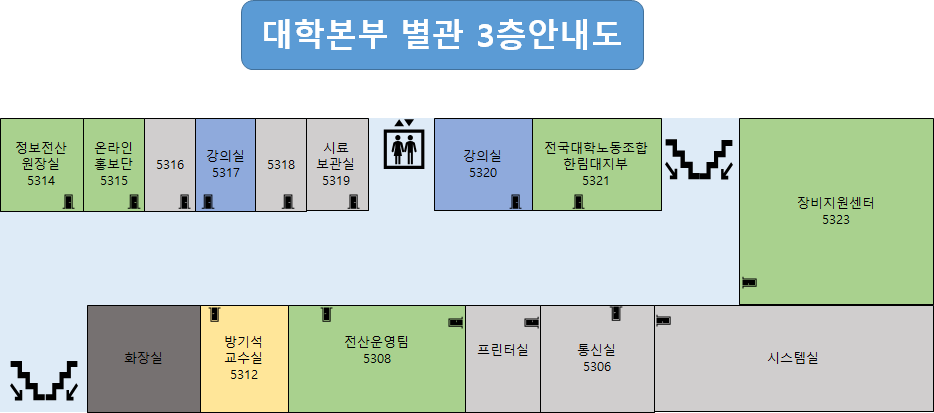 대학본부 별관 3층안내도
정보전산
원장실
5314
온라인
홍보단
5315
5316
강의실
5317
5318
시료
보관실
5319
강의실
5320
전국대학노동조합
한림대지부
5321
장비지원센터
5323
화장실
방기석
교수실
5312
전산운영팀
5308
프린터실
통신실
5306
시스템실